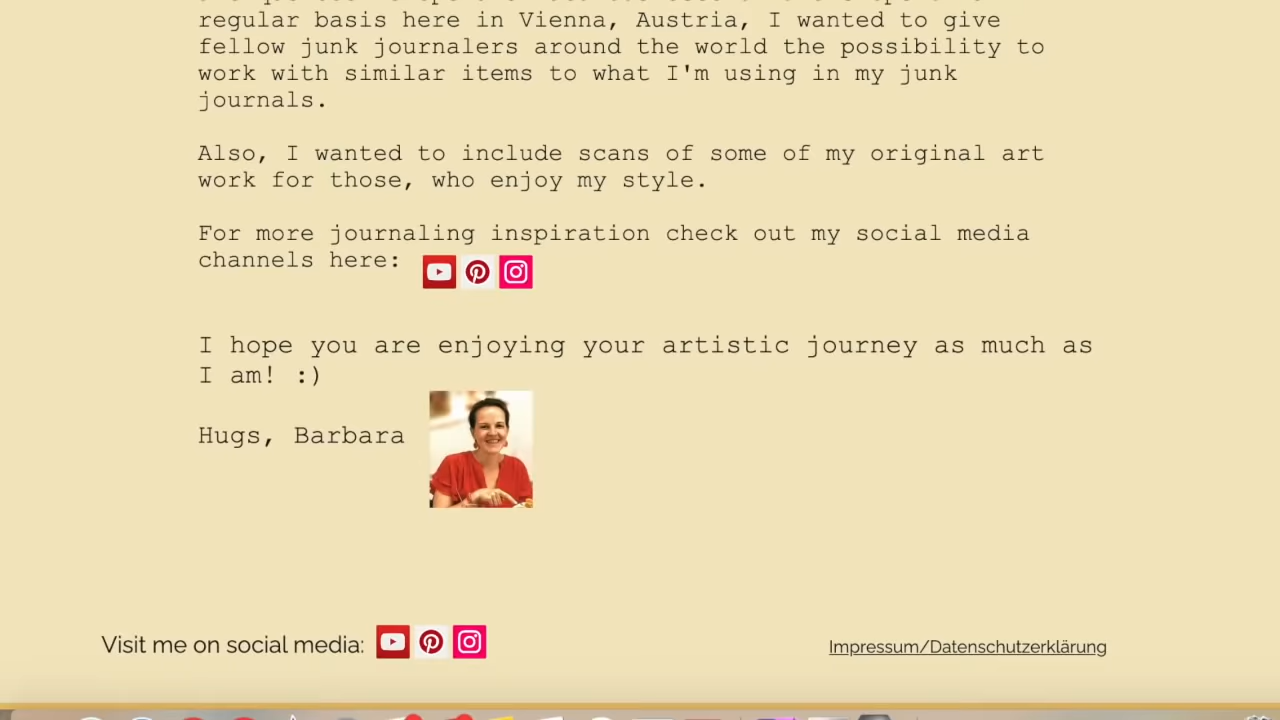 regular basis here in Vienna, Austria, I wanted to give
fellow junk journalers around the world the possibility to
work with similar items to what I'm using in my junk
journals.
Also, I wanted to include scans of some of my original art
work for those, who enjoy my style.
For more journaling inspiration check out my social media
channels here:
I hope you are enjoying your artistic journey as much as
I am! :)
Hugs, Barbara
Visit me on social media:
Impressum/Datenschutzerklärung